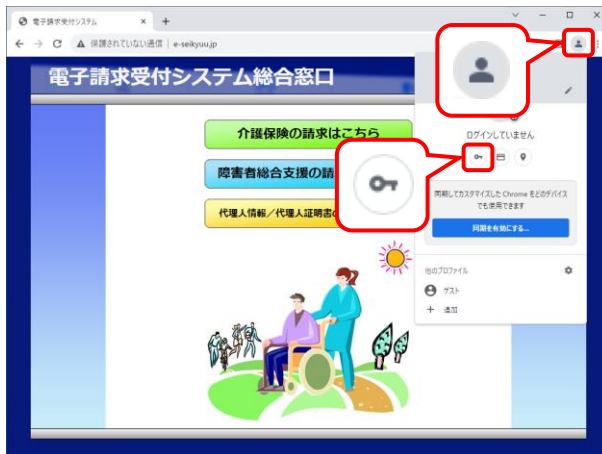 電子請求受付システム
保護されていない通信 | e-seikyuu.jp
電子請求受付システム総合窓口
介護保険の請求はこちら
障害者総合支援の請
代理人情報／代理人証明書の
ログインしていません
同期してカスタマイズした Chrome をどのデバイス
でも使用できます
同期を有効にする...
他のプロファイル
ゲスト
追加